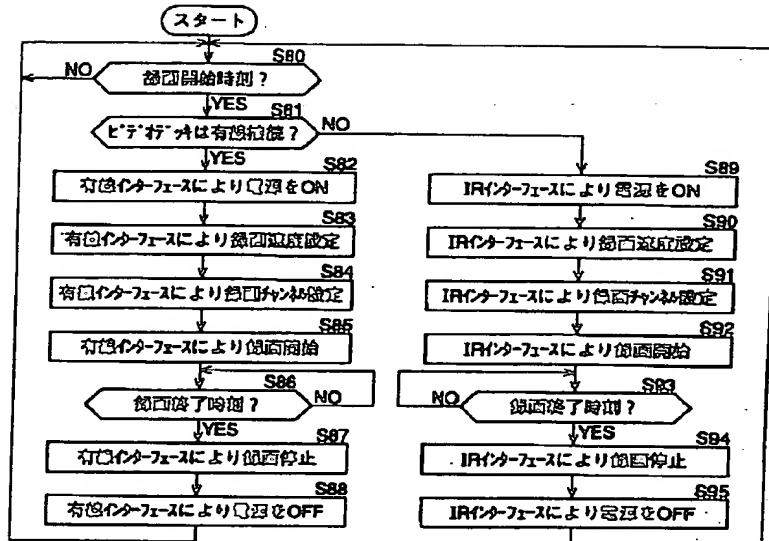 スタート
S80
録画開始時刻？
NO
YES
S81
ビデオデッキは有線接続？
NO
YES
S82
有線インターフェースにより電源をON
S83
有線インターフェースにより録画速度設定
S84
有線インターフェースにより録画チャンネル設定
S85
有線インターフェースにより録画開始
S86
録画終了時刻？
NO
YES
S87
有線インターフェースにより録画停止
S88
有線インターフェースにより電源をOFF
S89
IRインターフェースにより電源をON
S90
IRインターフェースにより録画速度設定
S91
IRインターフェースにより録画チャンネル設定
S92
IRインターフェースにより録画開始
S93
録画終了時刻？
NO
YES
S94
IRインターフェースにより録画停止
S95
IRインターフェースにより電源をOFF